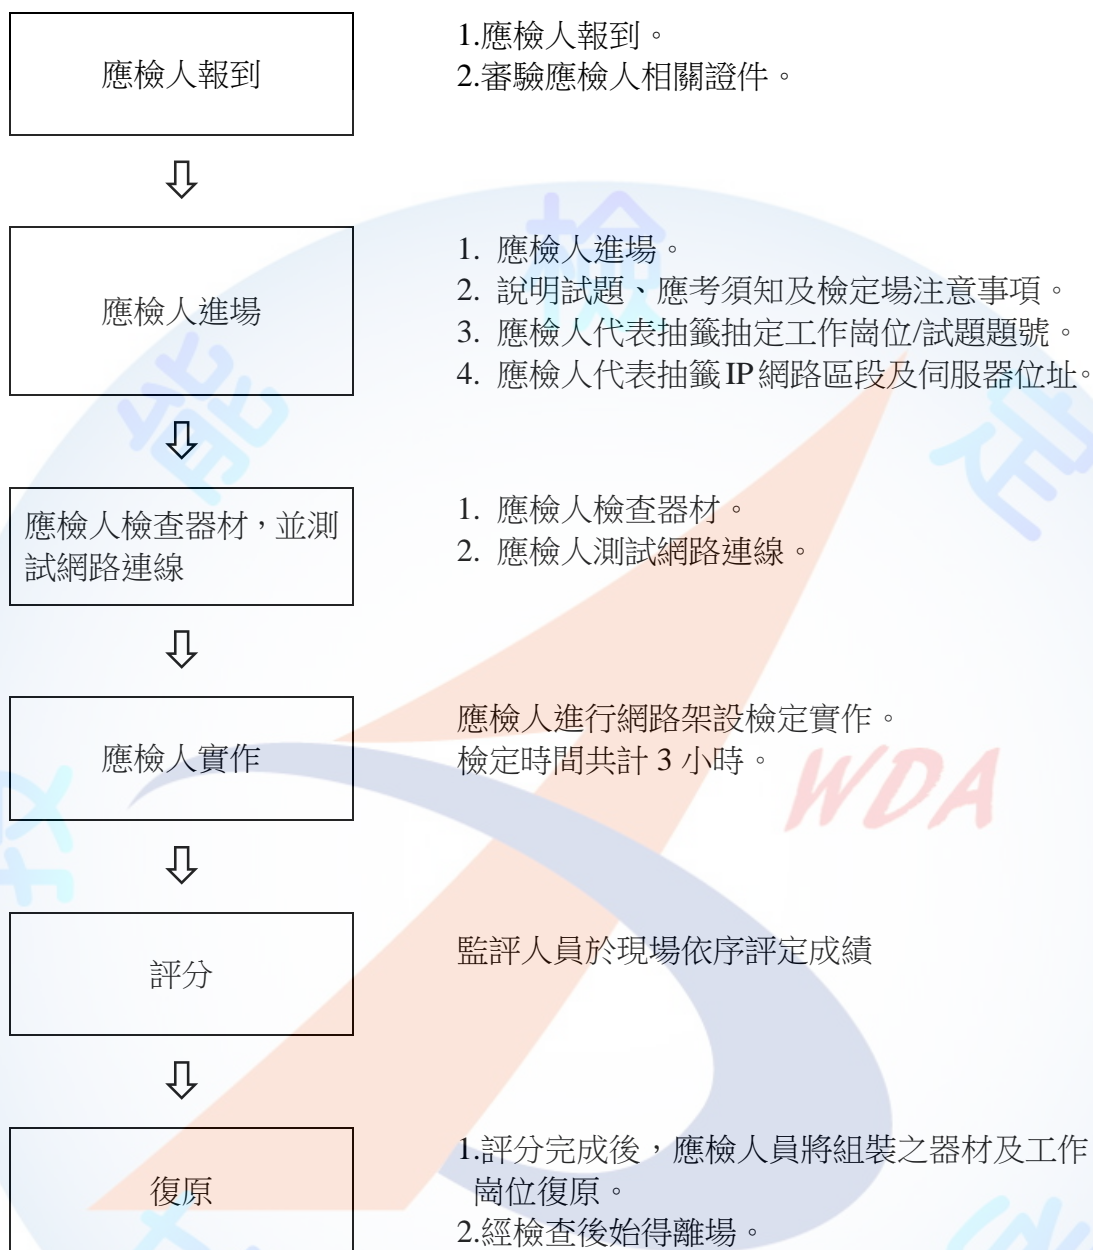 應檢人報到
1.應檢人報到。
2.審驗應檢人相關證件。
應檢人進場
1. 應檢人進場。
2. 說明試題、應考須知及檢定場注意事項。
3. 應檢人代表抽籤抽定工作崗位/試題題號。
4. 應檢人代表抽籤IP網路區段及伺服器位址。
應檢人檢查器材，並測
試網路連線
1. 應檢人檢查器材。
2. 應檢人測試網路連線。
應檢人實作
應檢人進行網路架設檢定實作。
檢定時間共計 3 小時。
評分
監評人員於現場依序評定成績
復原
1.評分完成後，應檢人員將組裝之器材及工作
崗位復原。
2.經檢查後始得離場。
能
檢
定
技
WDA